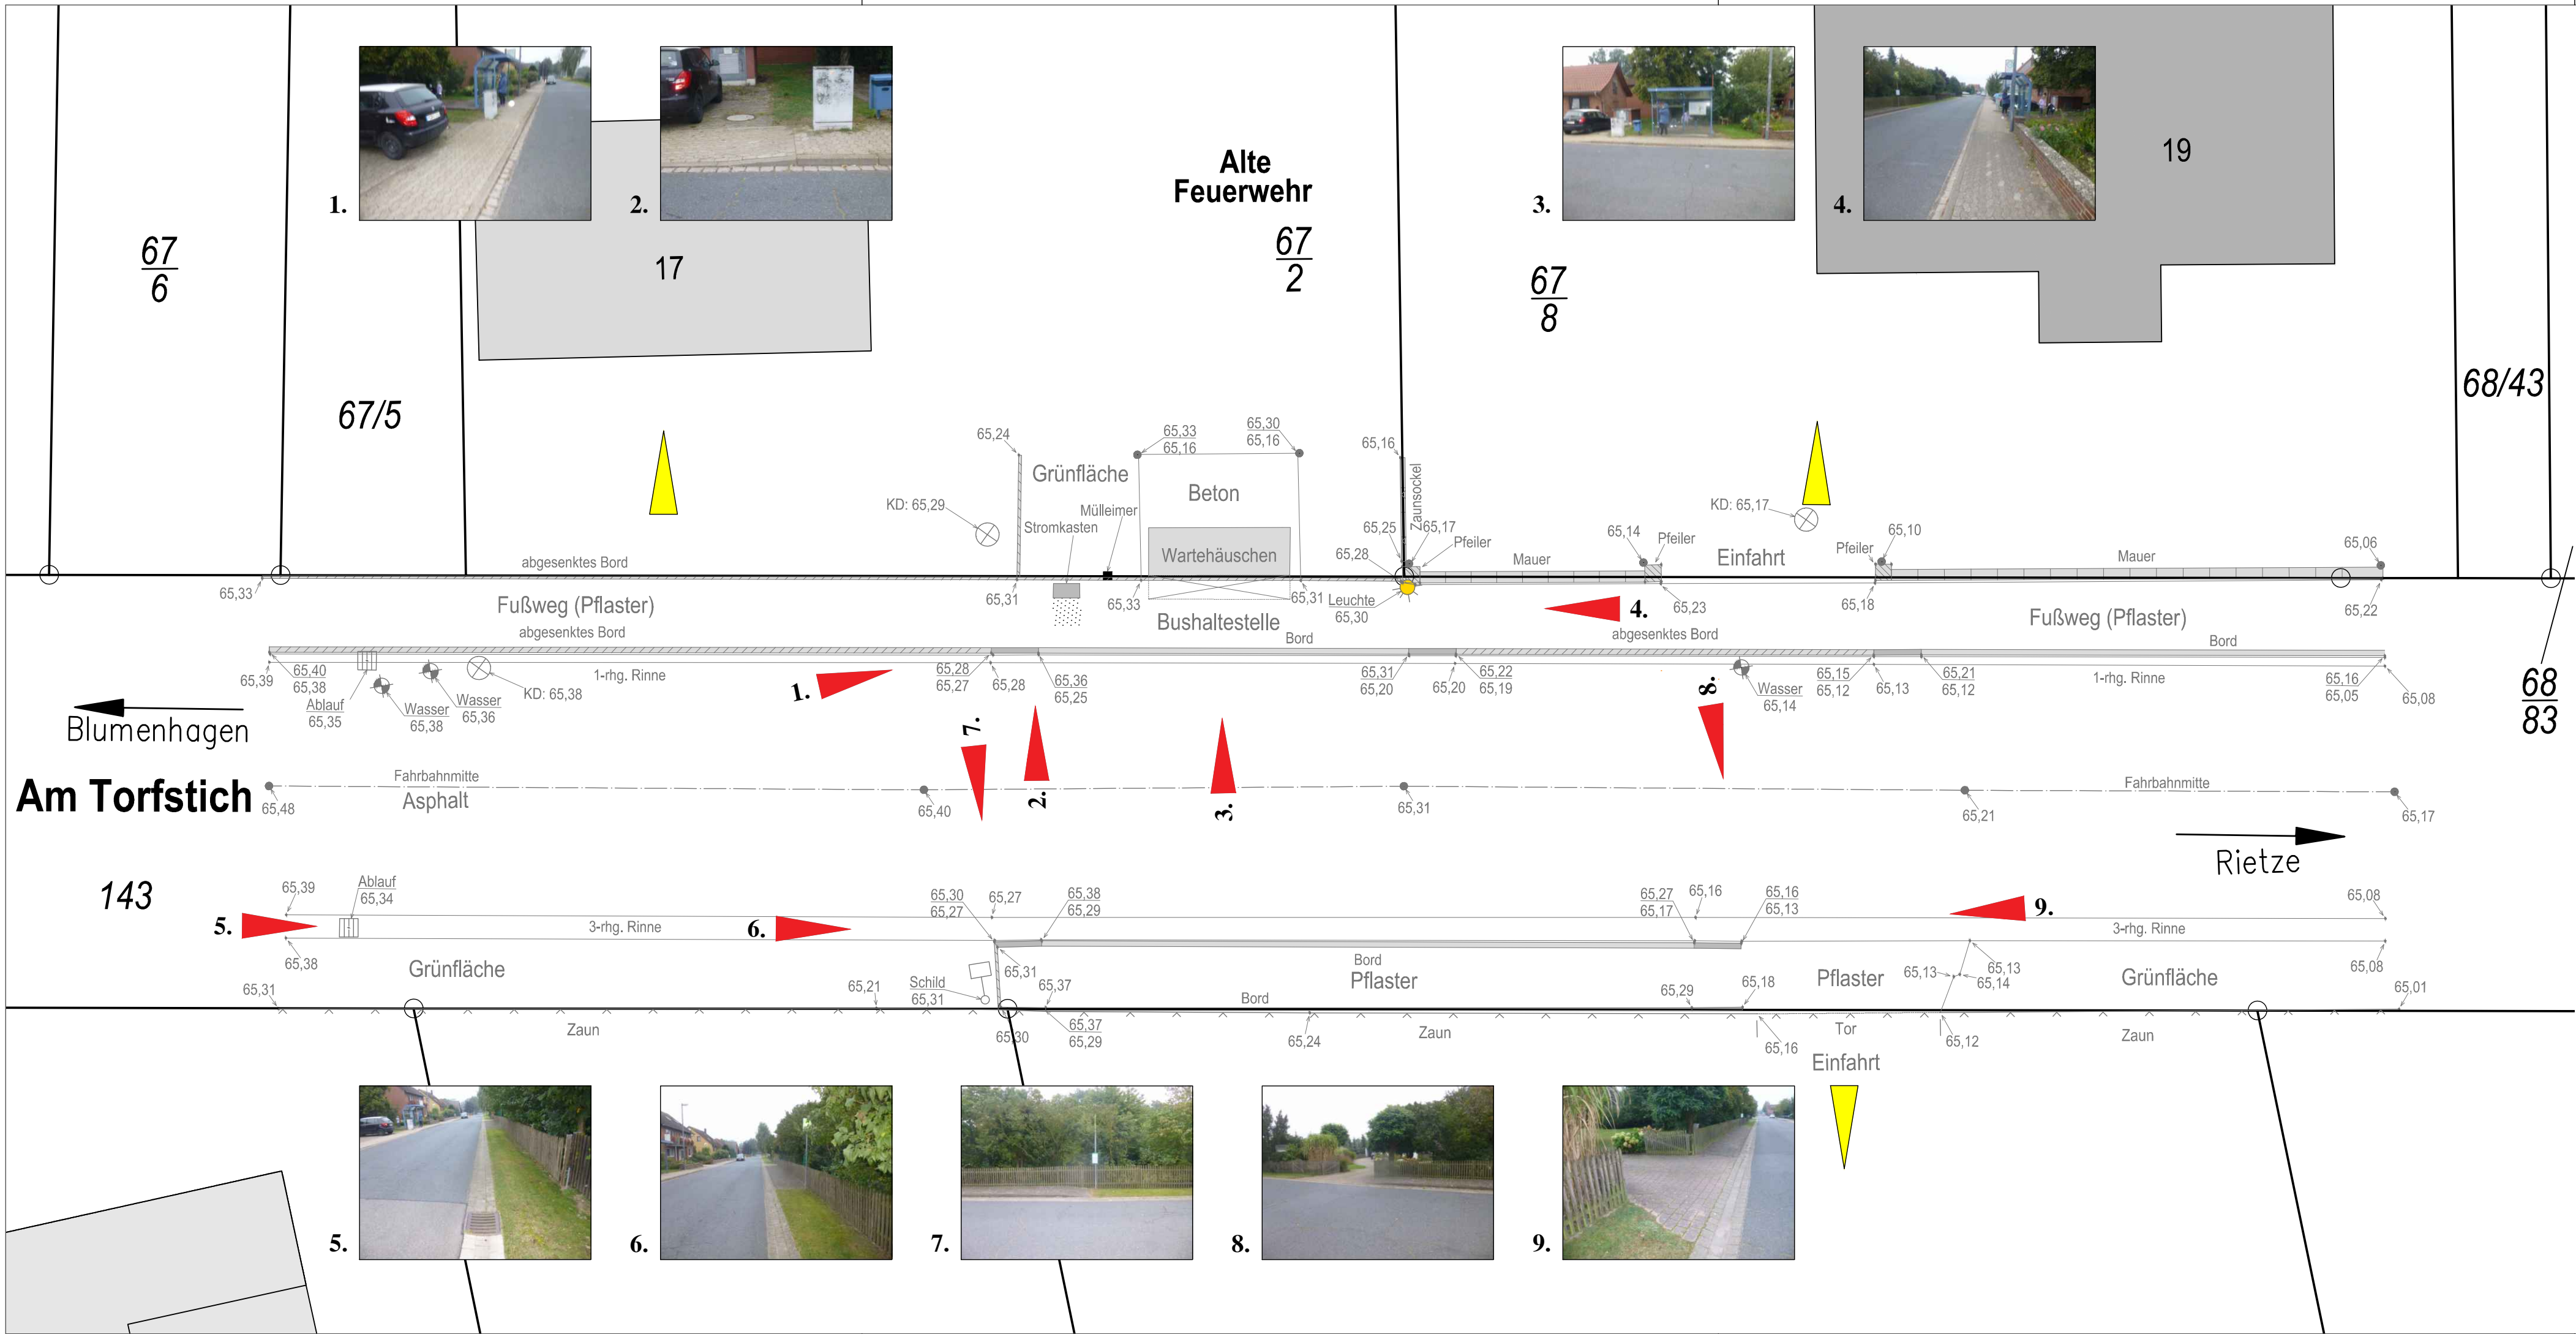 1.
2.
3.
4.
Alte
Feuerwehr
19
67
6
17
67
2
67
8
67/5
68/43
65,24
65,33
65,16
65,30
65,16
65,16
Grünfläche
Beton
Zaunsockel
KD: 65,29
Mülleimer
Stromkasten
KD: 65,17
65,25
65,17
65,14
65,10
Pfeiler
Pfeiler
Pfeiler
Einfahrt
65,28
Wartehäuschen
abgesenktes Bord
Mauer
Mauer
65,06
65,33
Fußweg (Pflaster)
65,31
65,33
65,31
Leuchte
65,30
4.
65,23
65,18
65,22
Bushaltestelle
Fußweg (Pflaster)
abgesenktes Bord
Bord
abgesenktes Bord
Bord
65,39
65,40
65,38
1-rhg. Rinne
65,28
65,27
65,28
65,36
65,25
65,31
65,20
65,20
65,22
65,19
65,15
65,12
65,13
65,21
65,12
1-rhg. Rinne
65,16
65,05
65,08
Ablauf
65,35
Wasser
65,38
Wasser
65,36
KD: 65,38
1.
8.
Wasser
65,14
68
83
Blumenhagen
7.
Am Torfstich
Fahrbahnmitte
Asphalt
65,48
65,40
2.
3.
65,31
65,21
Fahrbahnmitte
65,17
Rietze
143
65,39
Ablauf
65,34
65,30
65,27
65,27
65,38
65,29
65,27
65,17
65,16
65,16
65,13
65,08
5.
3-rhg. Rinne
6.
9.
3-rhg. Rinne
65,38
Grünfläche
65,31
Bord
Pflaster
Pflaster
65,13
65,13
65,14
Grünfläche
65,08
65,31
65,21
Schild
65,31
65,37
Bord
65,29
65,18
65,01
Zaun
65,30
65,37
65,29
65,24
Zaun
65,16
Tor
65,12
Zaun
Einfahrt
5.
6.
7.
8.
9.